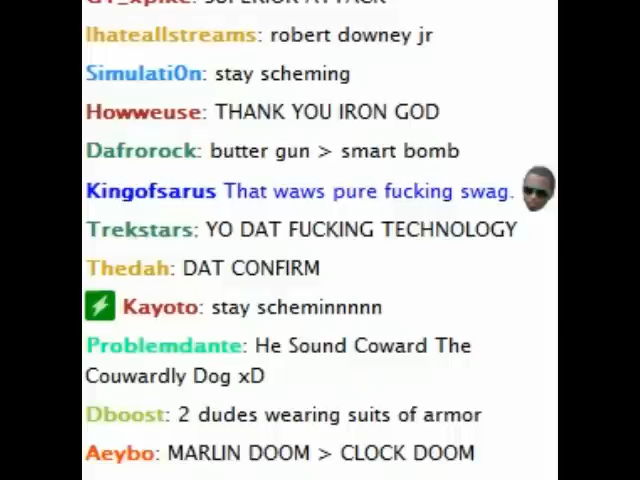 SUPERIOR ATTACK
Ihateallstreams: robert downey jr
Simulati0n: stay scheming
Howweuse: THANK YOU IRON GOD
Dafrorock: butter gun > smart bomb
Kingofsarus That waws pure fucking swag.
Trekstars: YO DAT FUCKING TECHNOLOGY
Thedah: DAT CONFIRM
Kayoto: stay scheminnnnn
Problemdante: He Sound Coward The
Couwardly Dog xD
Dboost: 2 dudes wearing suits of armor
Aeybo: MARLIN DOOM > CLOCK DOOM